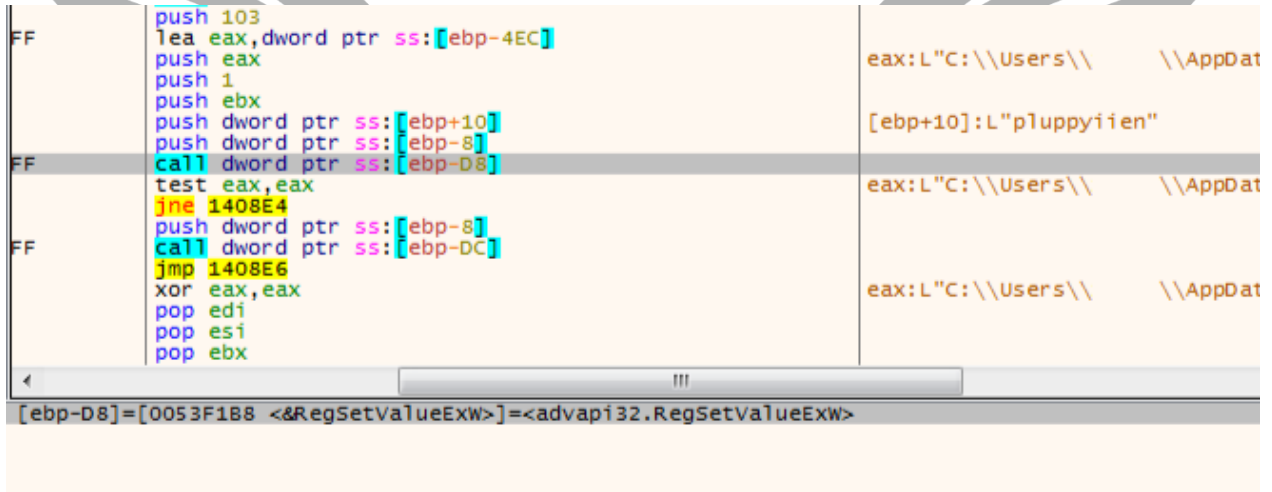 push 103
FF lea eax,dword ptr ss:[ebp-4EC]
push eax eax:L"C:\\Users\\ \\AppDat
push 1
push ebx
push dword ptr ss:[ebp+10] [ebp+10]:L"pluppyiien"
push dword ptr ss:[ebp-8]
FF call dword ptr ss:[ebp-D8]
test eax,eax eax:L"C:\\Users\\ \\AppDat
jne 1408E4
push dword ptr ss:[ebp-8]
FF call dword ptr ss:[ebp-DC]
jmp 1408E6
xor eax,eax eax:L"C:\\Users\\ \\AppDat
pop edi
pop esi
pop ebx
[ebp-D8]=[0053F1B8 <&RegSetValueExW>]=<advapi32.RegSetValueExW>